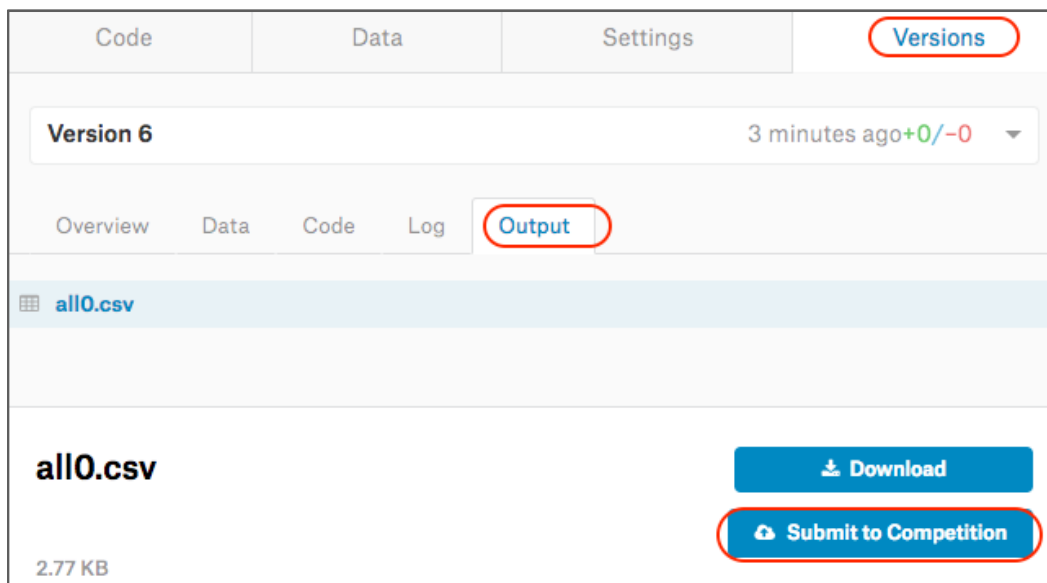 Code Data Settings Versions
Version 6 3 minutes ago+0/-0
Overview Data Code Log Output
all0.csv
all0.csv
Download
Submit to Competition
2.77 KB